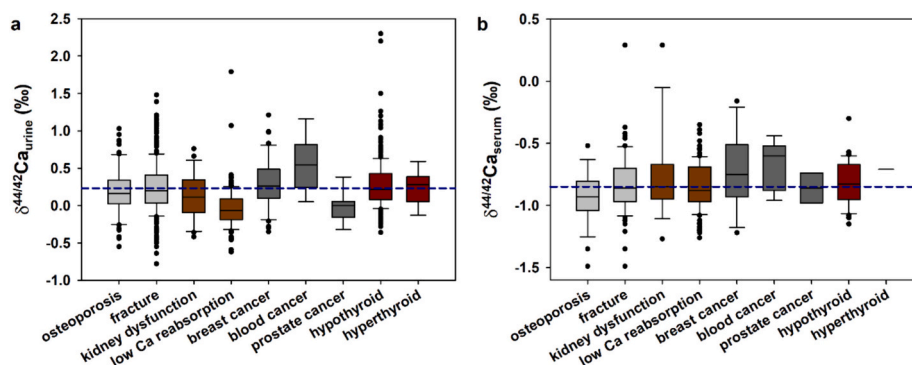 a
δ44/42Caurine (‰)
2.5
2.0
1.5
1.0
0.5
0.0
-0.5
-1.0
osteoporosis
fracture
kidney dysfunction
low Ca reabsorption
breast cancer
blood cancer
prostate cancer
hypothyroid
hyperthyroid
b
δ44/42Caserum (‰)
0.5
0.0
-0.5
-1.0
-1.5
osteoporosis
fracture
kidney dysfunction
low Ca reabsorption
breast cancer
blood cancer
prostate cancer
hypothyroid
hyperthyroid